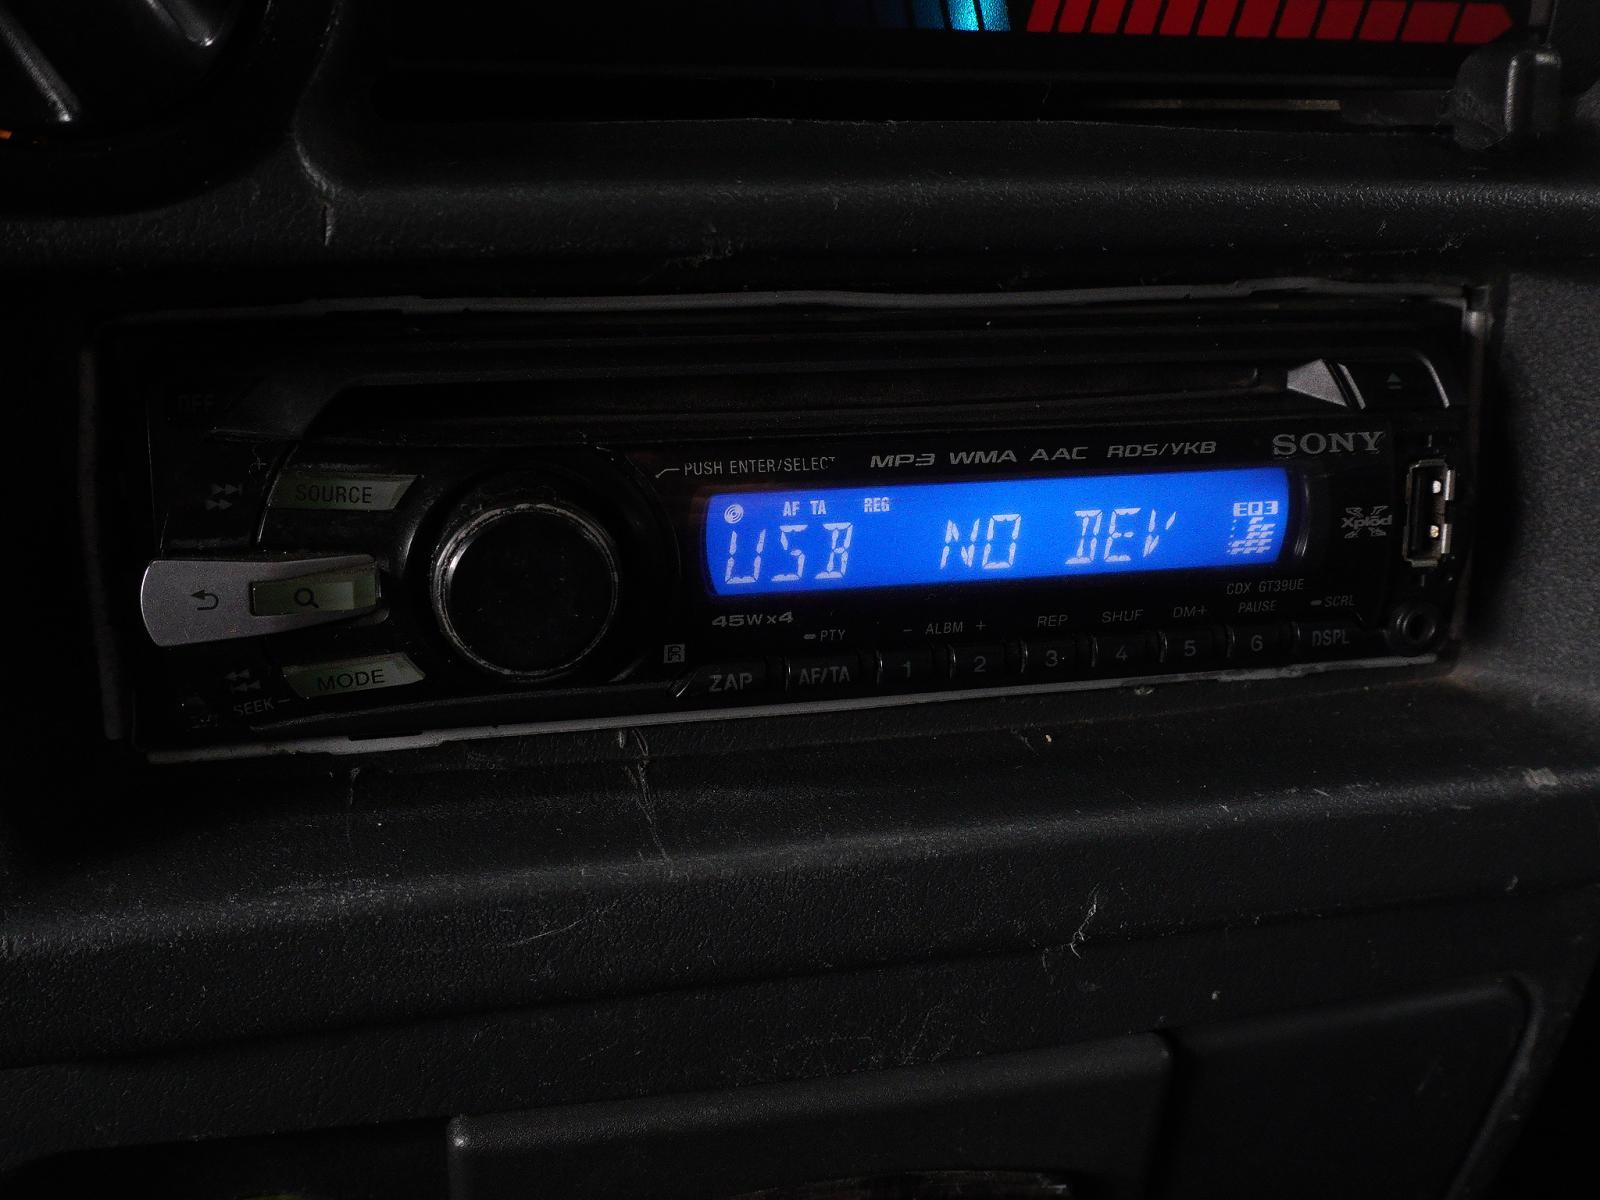 OFF
PUSH ENTER/SELECT MP3 WMA AAC RDS/YKB SONY
SOURCE
AF TA REG EQ3
USB NO DEV
Xplod
CDX GT39UE
45Wx4 PTY - ALBM + REP SHUF DM+ PAUSE SCRL
MODE ZAP AF/TA 1 2 3 4 5 6 DSPL
SEEK -